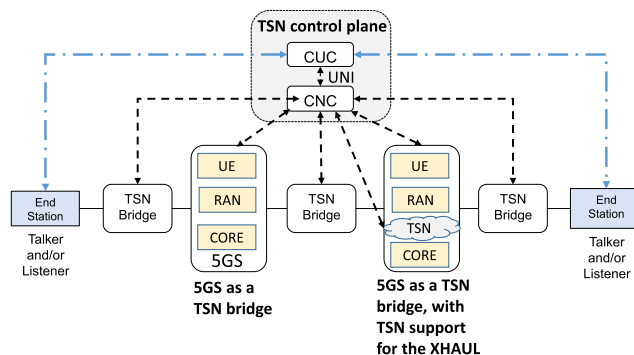 TSN control plane
CUC
UNI
CNC
UE
RAN
CORE
5GS
UE
RAN
TSN
CORE
End
Station
TSN
Bridge
TSN
Bridge
TSN
Bridge
End
Station
Talker
and/or
Listener
Talker
and/or
Listener
5GS as a
TSN bridge
5GS as a TSN
bridge, with
TSN support
for the XHAUL